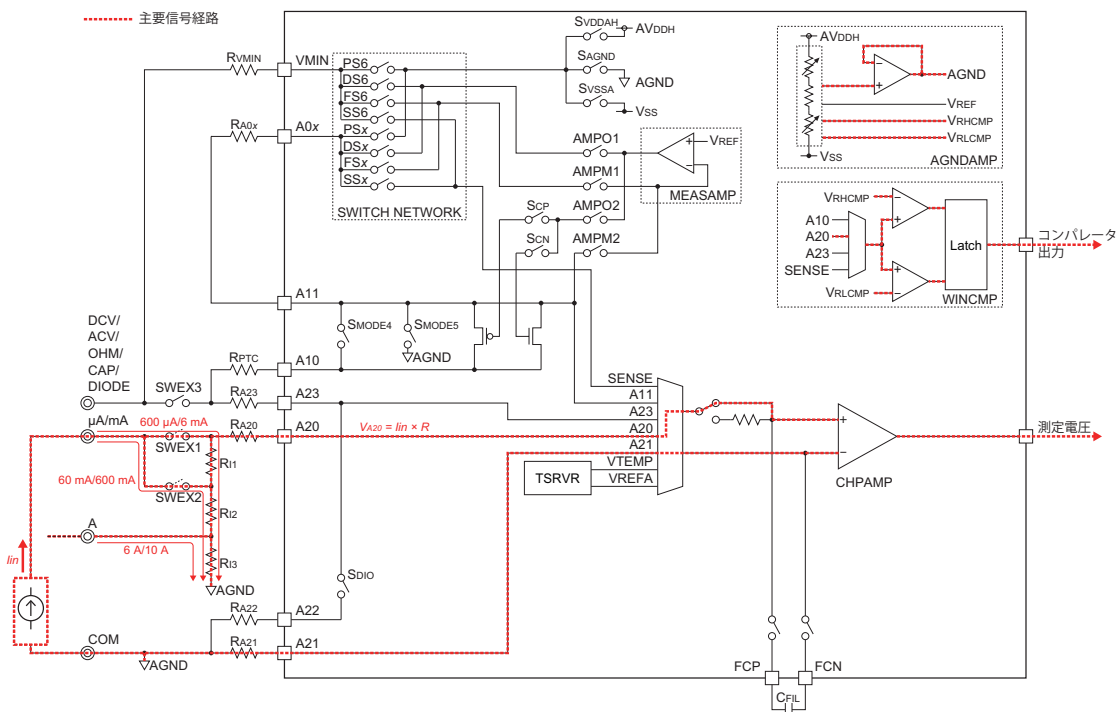 主要信号経路
SVDDAH
AVDDH
SAGND
AGND
SVSSA
VSS
RVMIN
VMIN
PS6
DS6
FS6
SS6
RA0x
A0x
PSx
DSx
FSx
SSx
SWITCH NETWORK
AMPO1
AMPM1
AMPO2
AMPM2
VREF
MEASAMP
SCP
SCN
AVDDH
AGND
VREF
VRHCMP
VRLCMP
VSS
AGNDAMP
VRHCMP
A10
A20
A23
SENSE
VRLCMP
Latch
WINCMP
コンパレータ
出力
A11
SMODE4
SMODE5
AGND
DCV/
ACV/
OHM/
CAP/
DIODE
RPTC
A10
SWEX3
RA23
A23
μA/mA
600 μA/6 mA
SWEX1
RA20
A20
VA20 = Iin × R
RI1
60 mA/600 mA
SWEX2
RI2
A
6 A/10 A
RI3
AGND
Iin
SENSE
A11
A23
A20
A21
VTEMP
VREFA
TSRVR
CHPAMP
測定電圧
SDIO
RA22
A22
COM
AGND
RA21
A21
FCP
FCN
CFIL